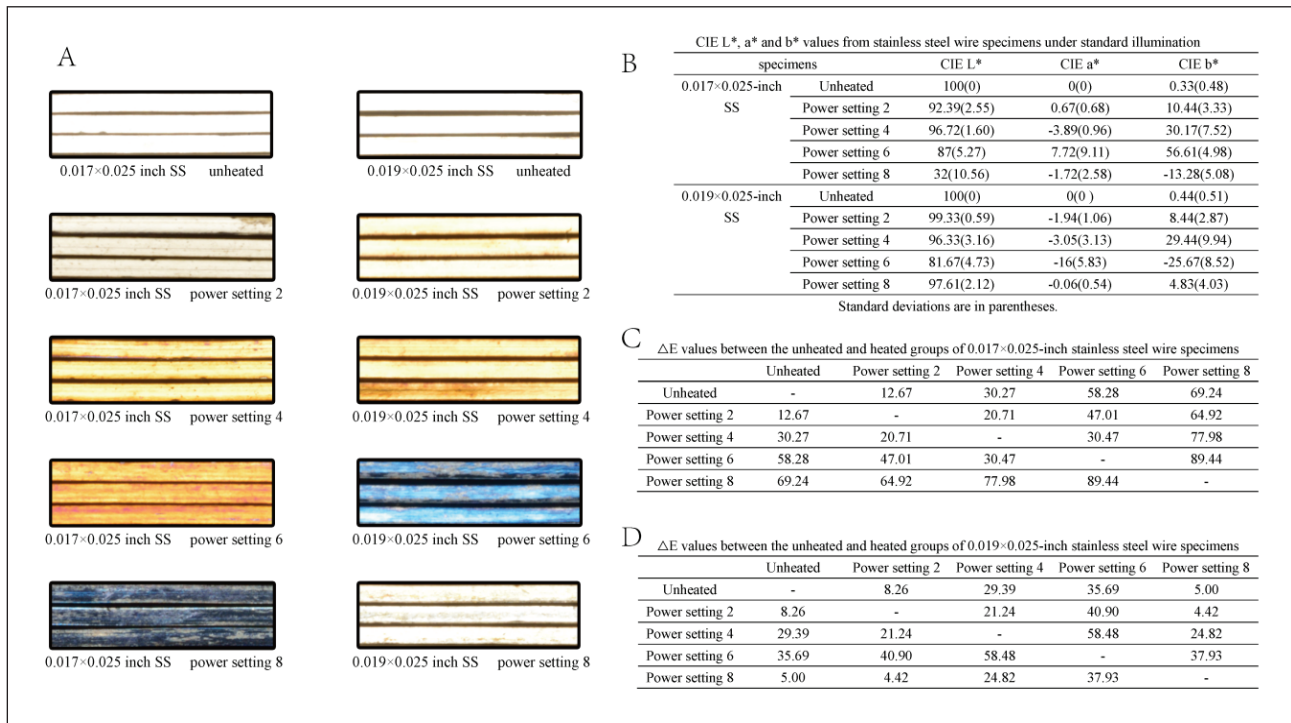 A
0.017×0.025 inch SS unheated
0.019×0.025 inch SS unheated
0.017×0.025 inch SS power setting 2
0.019×0.025 inch SS power setting 2
0.017×0.025 inch SS power setting 4
0.019×0.025 inch SS power setting 4
0.017×0.025 inch SS power setting 6
0.019×0.025 inch SS power setting 6
0.017×0.025 inch SS power setting 8
0.019×0.025 inch SS power setting 8
B
CIE L*, a* and b* values from stainless steel wire specimens under standard illumination
specimens CIE L* CIE a* CIE b*
0.017×0.025-inch Unheated 100(0) 0(0) 0.33(0.48)
SS Power setting 2 92.39(2.55) 0.67(0.68) 10.44(3.33)
Power setting 4 96.72(1.60) -3.89(0.96) 30.17(7.52)
Power setting 6 87(5.27) 7.72(9.11) 56.61(4.98)
Power setting 8 32(10.56) -1.72(2.58) -13.28(5.08)
0.019×0.025-inch Unheated 100(0) 0(0 ) 0.44(0.51)
SS Power setting 2 99.33(0.59) -1.94(1.06) 8.44(2.87)
Power setting 4 96.33(3.16) -3.05(3.13) 29.44(9.94)
Power setting 6 81.67(4.73) -16(5.83) -25.67(8.52)
Power setting 8 97.61(2.12) -0.06(0.54) 4.83(4.03)
Standard deviations are in parentheses.
C
△E values between the unheated and heated groups of 0.017×0.025-inch stainless steel wire specimens
Unheated Power setting 2 Power setting 4 Power setting 6 Power setting 8
Unheated - 12.67 30.27 58.28 69.24
Power setting 2 12.67 - 20.71 47.01 64.92
Power setting 4 30.27 20.71 - 30.47 77.98
Power setting 6 58.28 47.01 30.47 - 89.44
Power setting 8 69.24 64.92 77.98 89.44 -
D
△E values between the unheated and heated groups of 0.019×0.025-inch stainless steel wire specimens
Unheated Power setting 2 Power setting 4 Power setting 6 Power setting 8
Unheated - 8.26 29.39 35.69 5.00
Power setting 2 8.26 - 21.24 40.90 4.42
Power setting 4 29.39 21.24 - 58.48 24.82
Power setting 6 35.69 40.90 58.48 - 37.93
Power setting 8 5.00 4.42 24.82 37.93 -